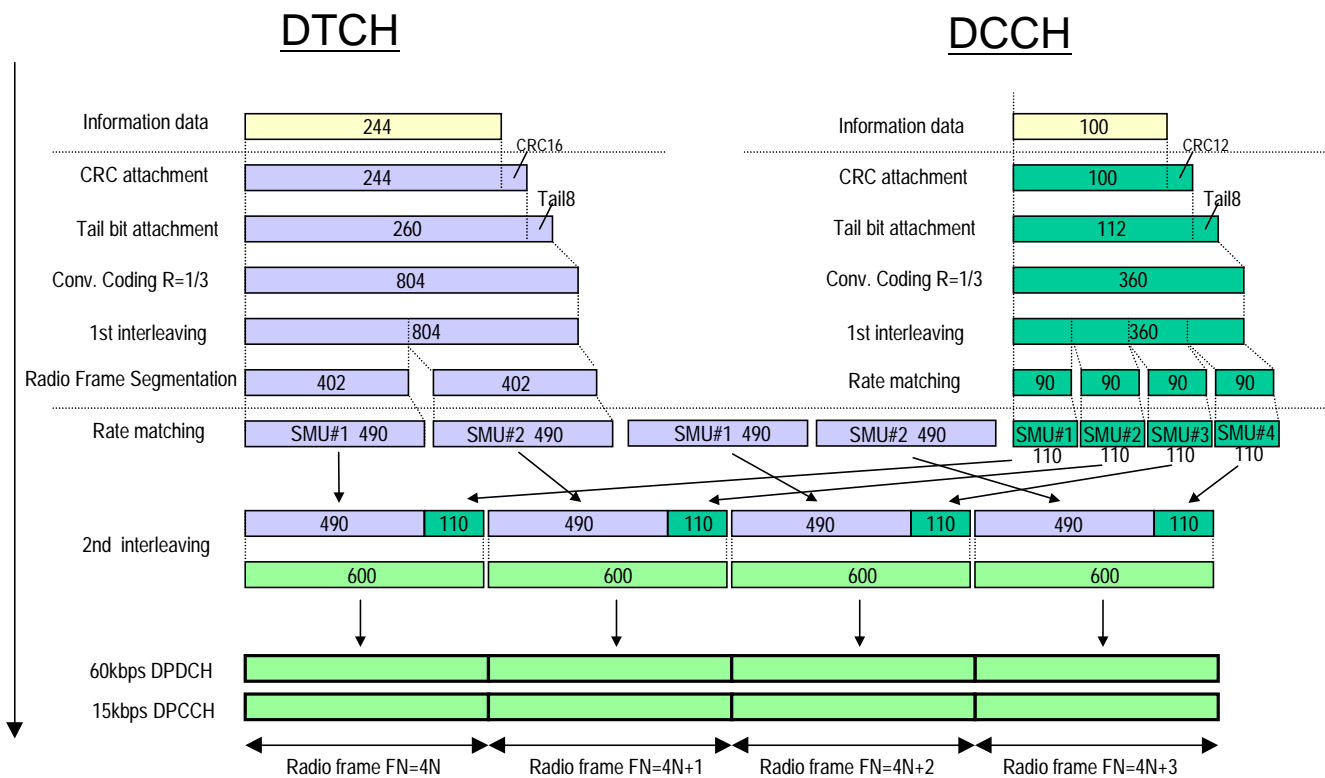 DTCH
DCCH
Information data
244
Information data
100
CRC16
CRC12
CRC attachment
244
CRC attachment
100
Tail8
Tail8
Tail bit attachment
260
Tail bit attachment
112
Conv. Coding R=1/3
804
Conv. Coding R=1/3
360
1st interleaving
804
1st interleaving
360
Radio Frame Segmentation
402
402
Rate matching
90
90
90
90
Rate matching
SMU#1 490
SMU#2 490
SMU#1 490
SMU#2 490
SMU#1
SMU#2
SMU#3
SMU#4
110
110
110
110
490
110
490
110
490
110
490
110
2nd interleaving
600
600
600
600
60kbps DPDCH
15kbps DPCCH
Radio frame FN=4N
Radio frame FN=4N+1
Radio frame FN=4N+2
Radio frame FN=4N+3